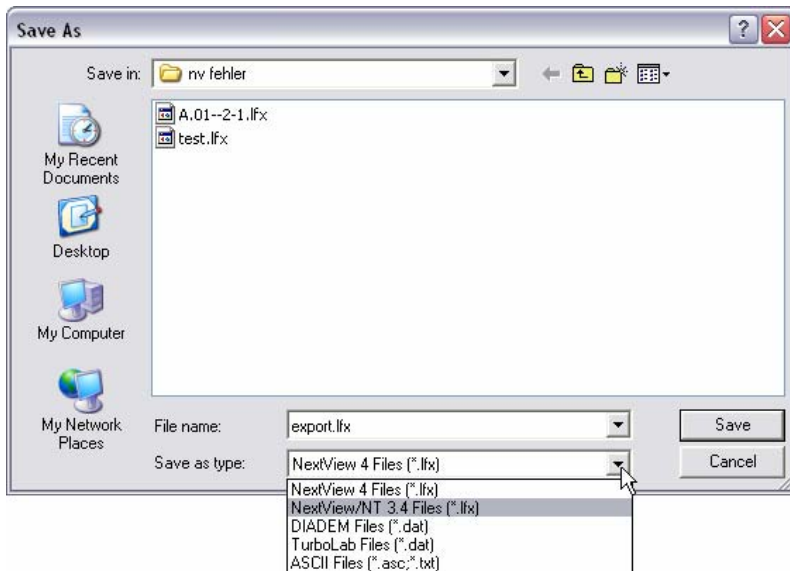 Save As
Save in:
nv fehler
A.01--2-1.lfx
test.lfx
My Recent
Documents
Desktop
My Computer
My Network
Places
File name:
export.lfx
Save
Save as type:
NextView 4 Files (*.lfx)
Cancel
NextView 4 Files (*.lfx)
NextView/NT 3.4 Files (*.lfx)
DIADEM Files (*.dat)
TurboLab Files (*.dat)
ASCII Files (*.asc;*.txt)